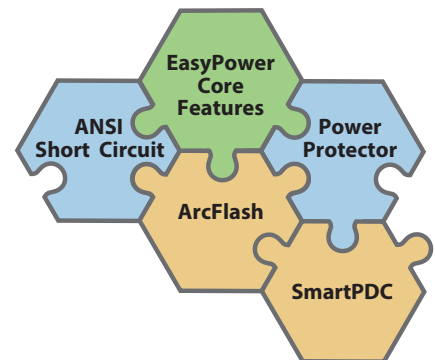 EasyPower
Core
Features
ANSI
Short Circuit
Power
Protector
ArcFlash
SmartPDC